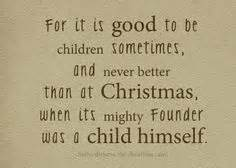 For it is good to be
children sometimes,
and never better
than at Christmas,
when its mighty Founder
was a child himself.